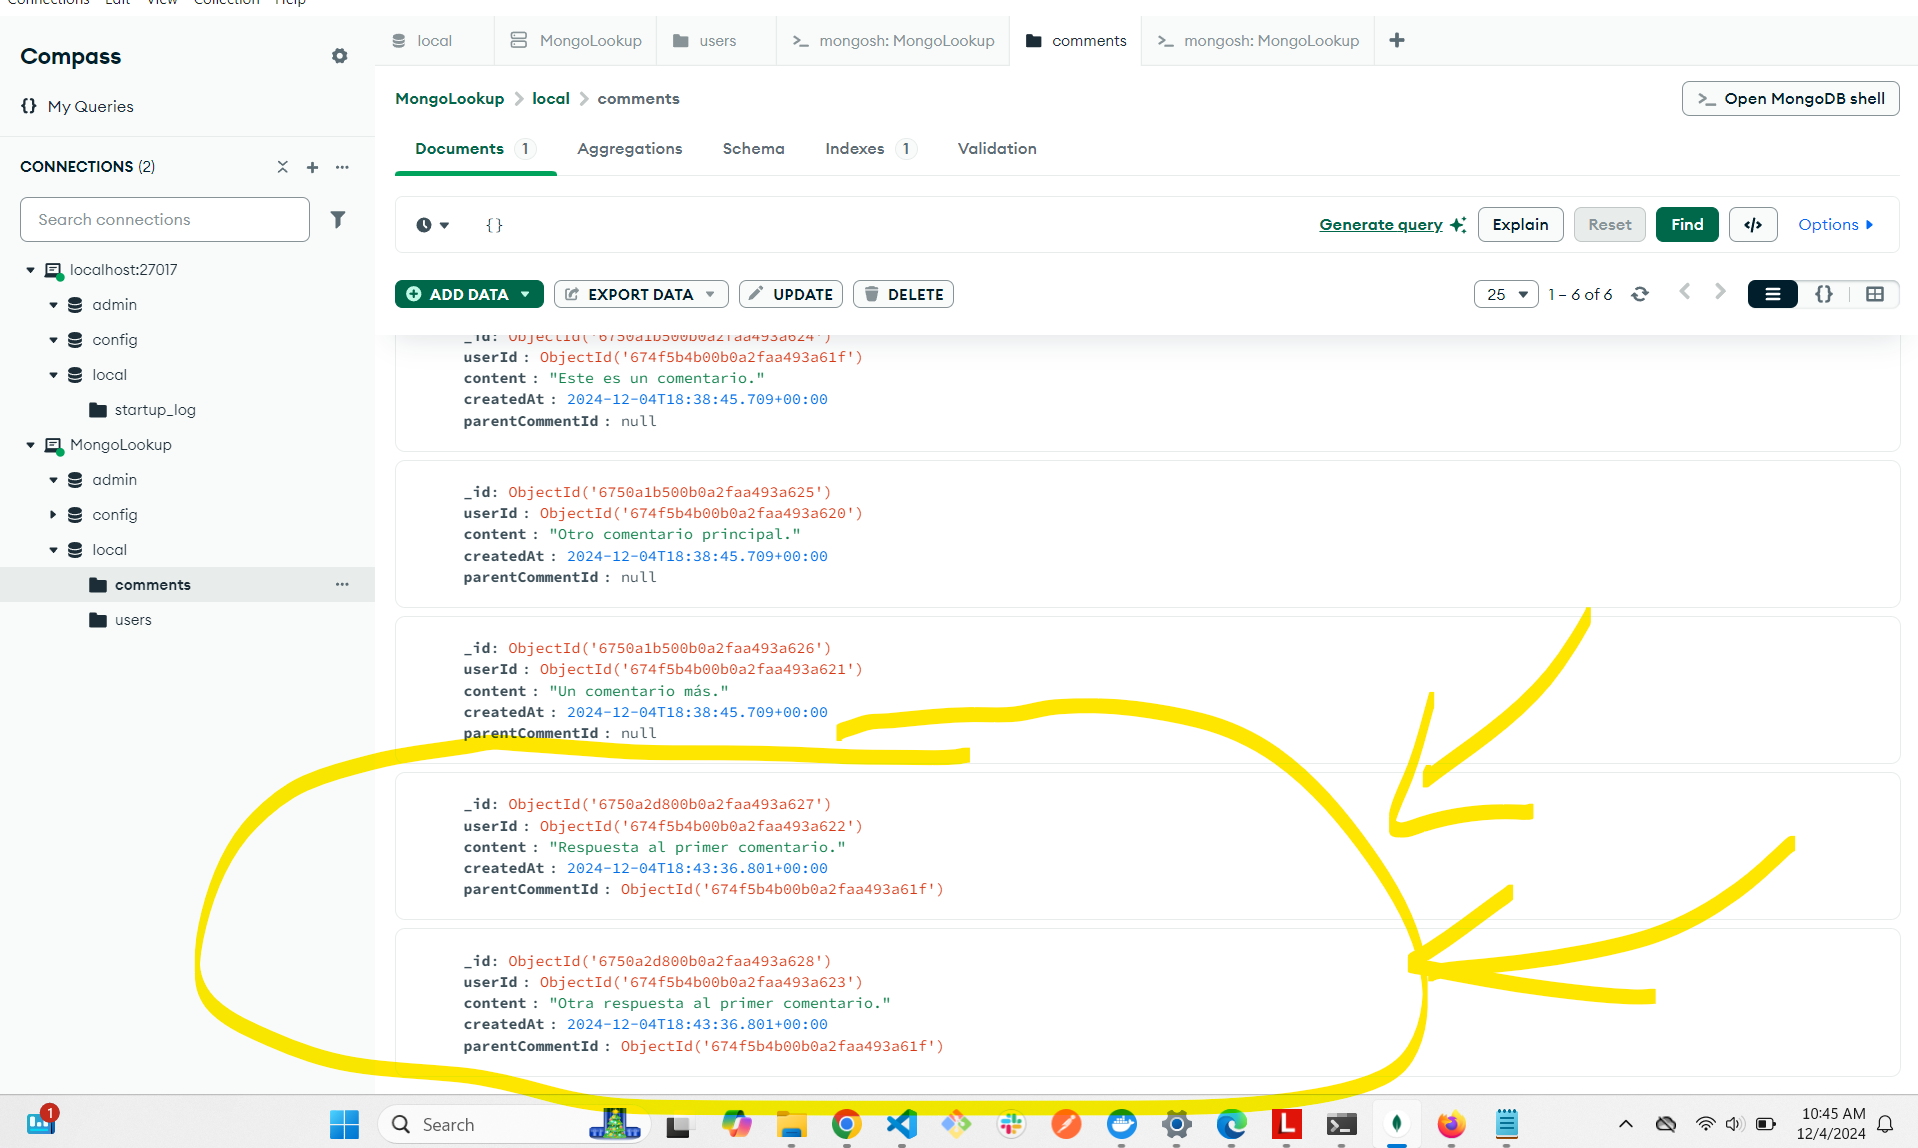 Connections Edit View Collection Help
Compass
local
MongoLookup
users
>_ mongosh: MongoLookup
comments
>_ mongosh: MongoLookup
+
{} My Queries
MongoLookup > local > comments
>_ Open MongoDB shell
CONNECTIONS (2)
Documents 1
Aggregations
Schema
Indexes 1
Validation
Search connections
{}
Generate query
Explain
Reset
Find
</>
Options
localhost:27017
admin
config
local
startup_log
MongoLookup
admin
config
local
comments
users
ADD DATA
EXPORT DATA
UPDATE
DELETE
25
1 – 6 of 6
{}
_id: ObjectId('6750a1b500b0a2faa493a624')
userId : ObjectId('674f5b4b00b0a2faa493a61f')
content : "Este es un comentario."
createdAt : 2024-12-04T18:38:45.709+00:00
parentCommentId : null
_id: ObjectId('6750a1b500b0a2faa493a625')
userId : ObjectId('674f5b4b00b0a2faa493a620')
content : "Otro comentario principal."
createdAt : 2024-12-04T18:38:45.709+00:00
parentCommentId : null
_id: ObjectId('6750a1b500b0a2faa493a626')
userId : ObjectId('674f5b4b00b0a2faa493a621')
content : "Un comentario más."
createdAt : 2024-12-04T18:38:45.709+00:00
parentCommentId : null
_id: ObjectId('6750a2d800b0a2faa493a627')
userId : ObjectId('674f5b4b00b0a2faa493a622')
content : "Respuesta al primer comentario."
createdAt : 2024-12-04T18:43:36.801+00:00
parentCommentId : ObjectId('674f5b4b00b0a2faa493a61f')
_id: ObjectId('6750a2d800b0a2faa493a628')
userId : ObjectId('674f5b4b00b0a2faa493a623')
content : "Otra respuesta al primer comentario."
createdAt : 2024-12-04T18:43:36.801+00:00
parentCommentId : ObjectId('674f5b4b00b0a2faa493a61f')
1
Search
L
10:45 AM
12/4/2024